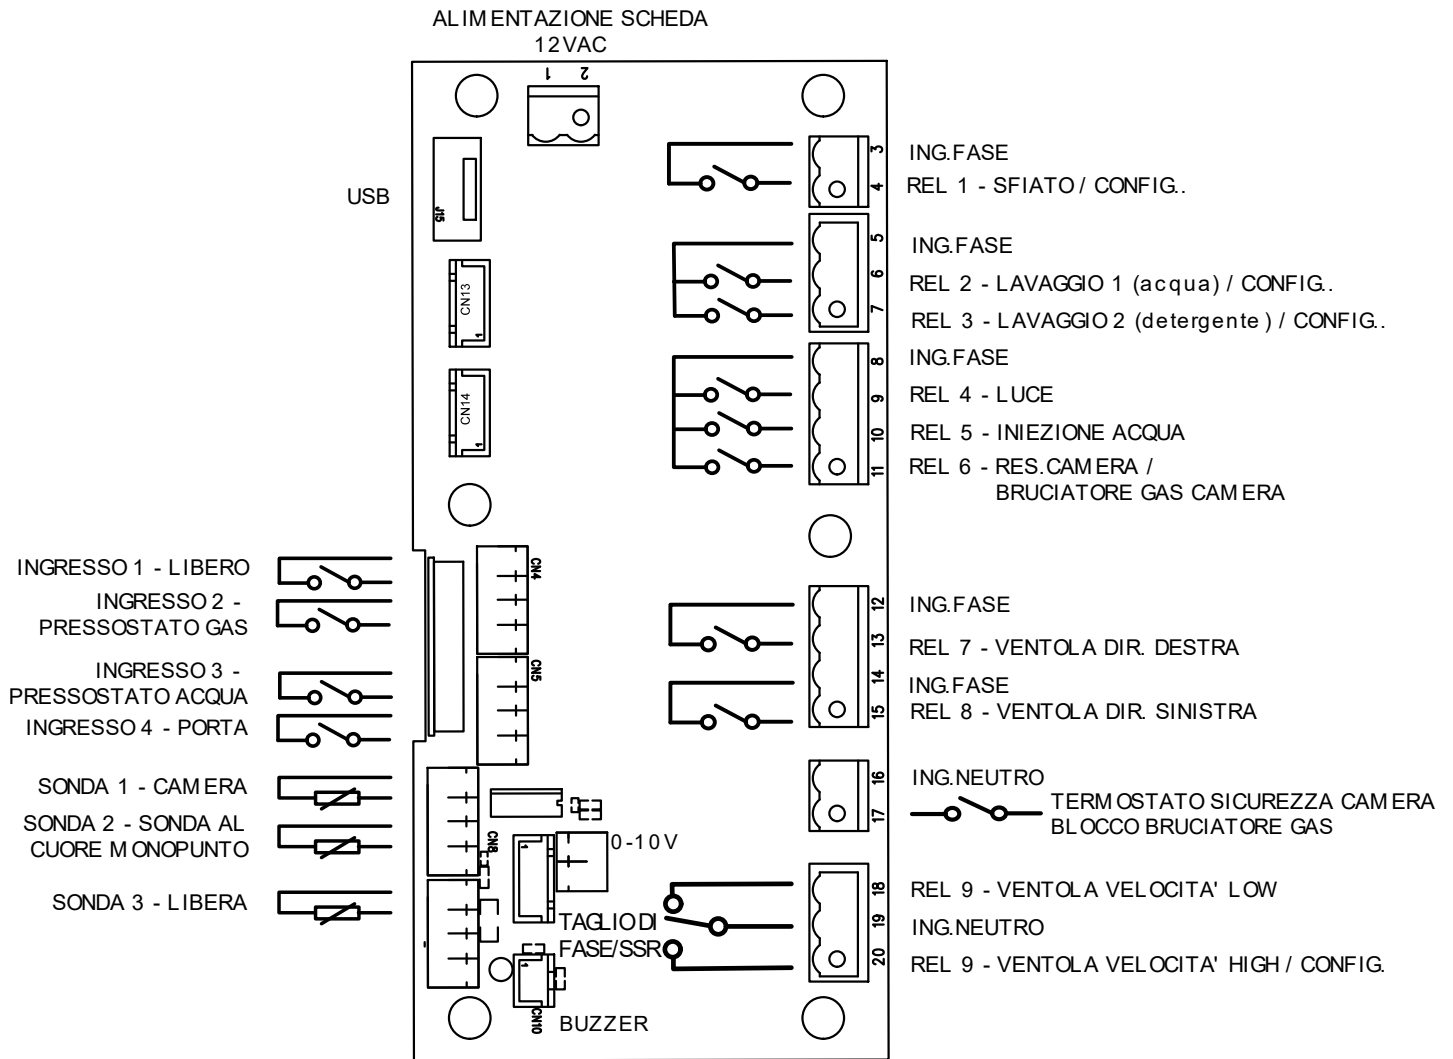 ALIMENTAZIONE SCHEDA
12VAC
1 2
USB
J15
CN13
1
CN14
1
3 ING.FASE
4 REL 1 - SFIATO / CONFIG..
5 ING.FASE
6 REL 2 - LAVAGGIO 1 (acqua) / CONFIG..
7 REL 3 - LAVAGGIO 2 (detergente) / CONFIG..
8 ING.FASE
9 REL 4 - LUCE
10 REL 5 - INIEZIONE ACQUA
11 REL 6 - RES.CAMERA /
BRUCIATORE GAS CAMERA
INGRESSO 1 - LIBERO
INGRESSO 2 -
PRESSOSTATO GAS
INGRESSO 3 -
PRESSOSTATO ACQUA
INGRESSO 4 - PORTA
CN4
CN5
12 ING.FASE
13 REL 7 - VENTOLA DIR. DESTRA
14 ING.FASE
15 REL 8 - VENTOLA DIR. SINISTRA
SONDA 1 - CAMERA
SONDA 2 - SONDA AL
CUORE MONOPUNTO
SONDA 3 - LIBERA
CN8
1
0-10V
16 ING.NEUTRO
17 TERMOSTATO SICUREZZA CAMERA
BLOCCO BRUCIATORE GAS
TAGLIO DI
FASE/SSR
18 REL 9 - VENTOLA VELOCITA' LOW
19 ING.NEUTRO
20 REL 9 - VENTOLA VELOCITA' HIGH / CONFIG.
1
CN10
BUZZER